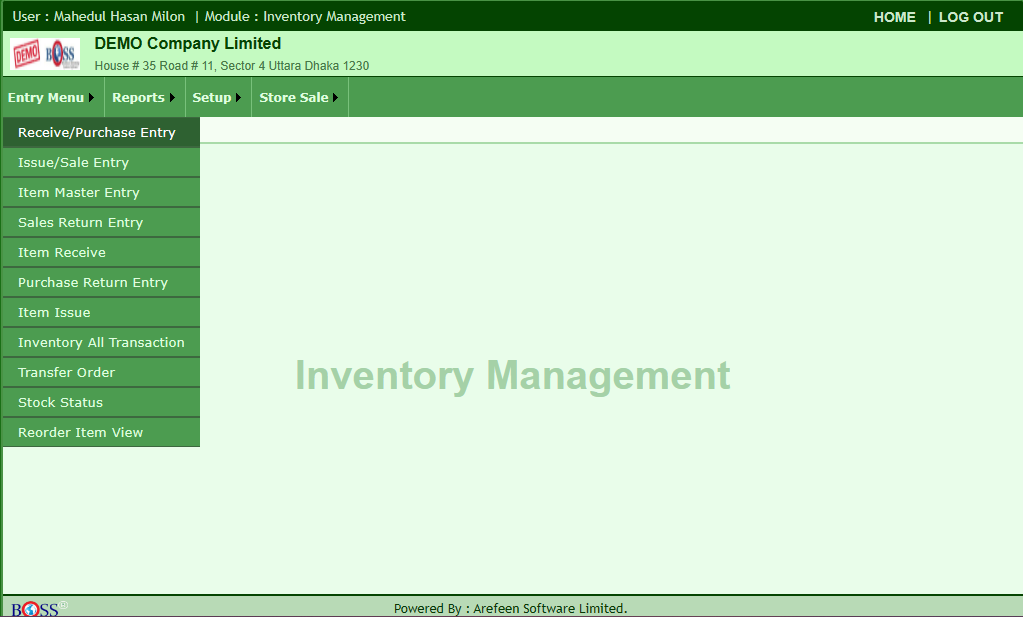 User : Mahedul Hasan Milon | Module : Inventory Management
HOME | LOG OUT
DEMO BOSS
DEMO Company Limited
House # 35 Road # 11, Sector 4 Uttara Dhaka 1230
Entry Menu Reports Setup Store Sale
Receive/Purchase Entry
Issue/Sale Entry
Item Master Entry
Sales Return Entry
Item Receive
Purchase Return Entry
Item Issue
Inventory All Transaction
Transfer Order
Stock Status
Reorder Item View
Inventory Management
BOSS®
Powered By : Arefeen Software Limited.